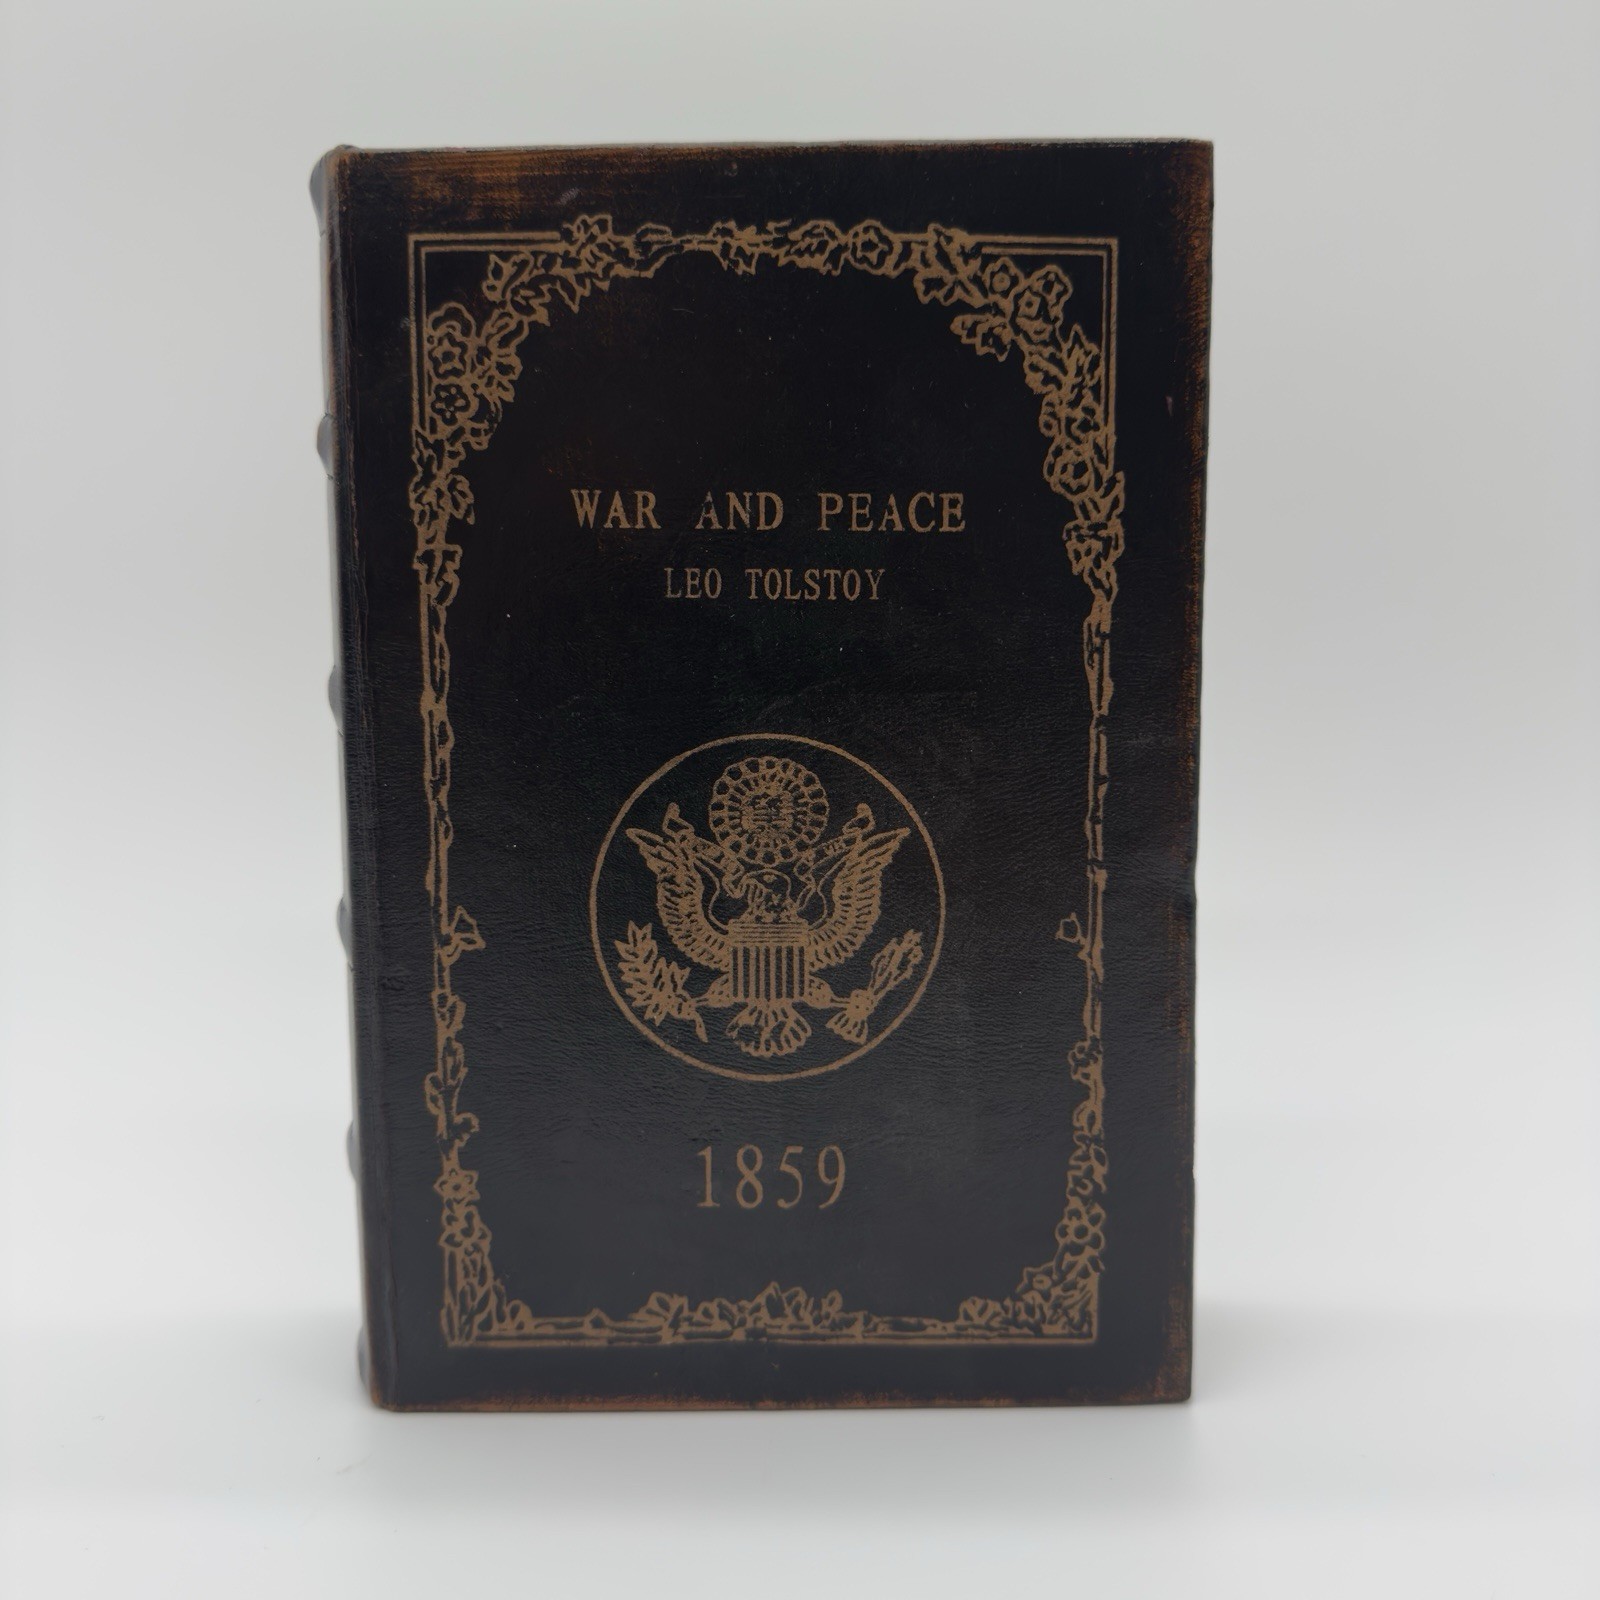 WAR AND PEACE
LEO TOLSTOY
1859